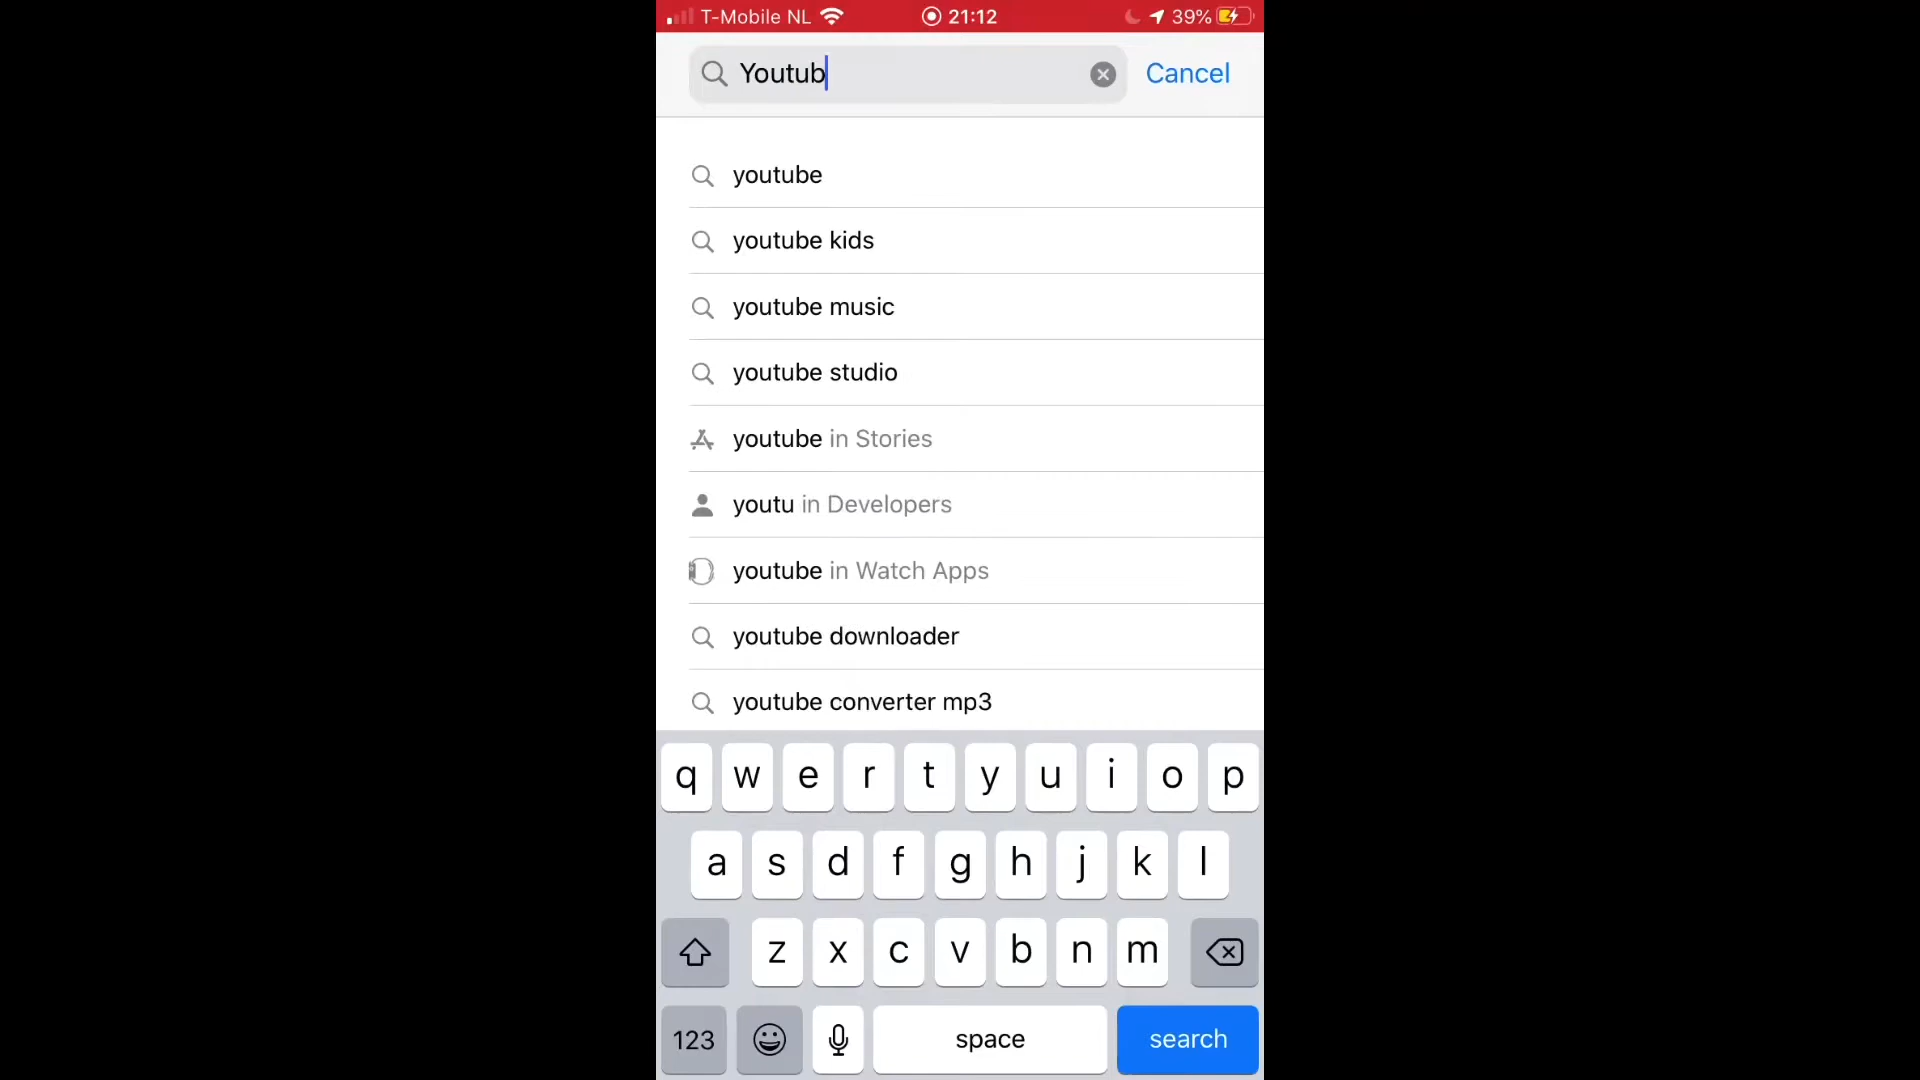 T-Mobile NL 21:12 39%
Youtub Cancel
youtube
youtube kids
youtube music
youtube studio
youtube in Stories
youtu in Developers
youtube in Watch Apps
youtube downloader
youtube converter mp3
q w e r t y u i o p
a s d f g h j k l
z x c v b n m
123 space search